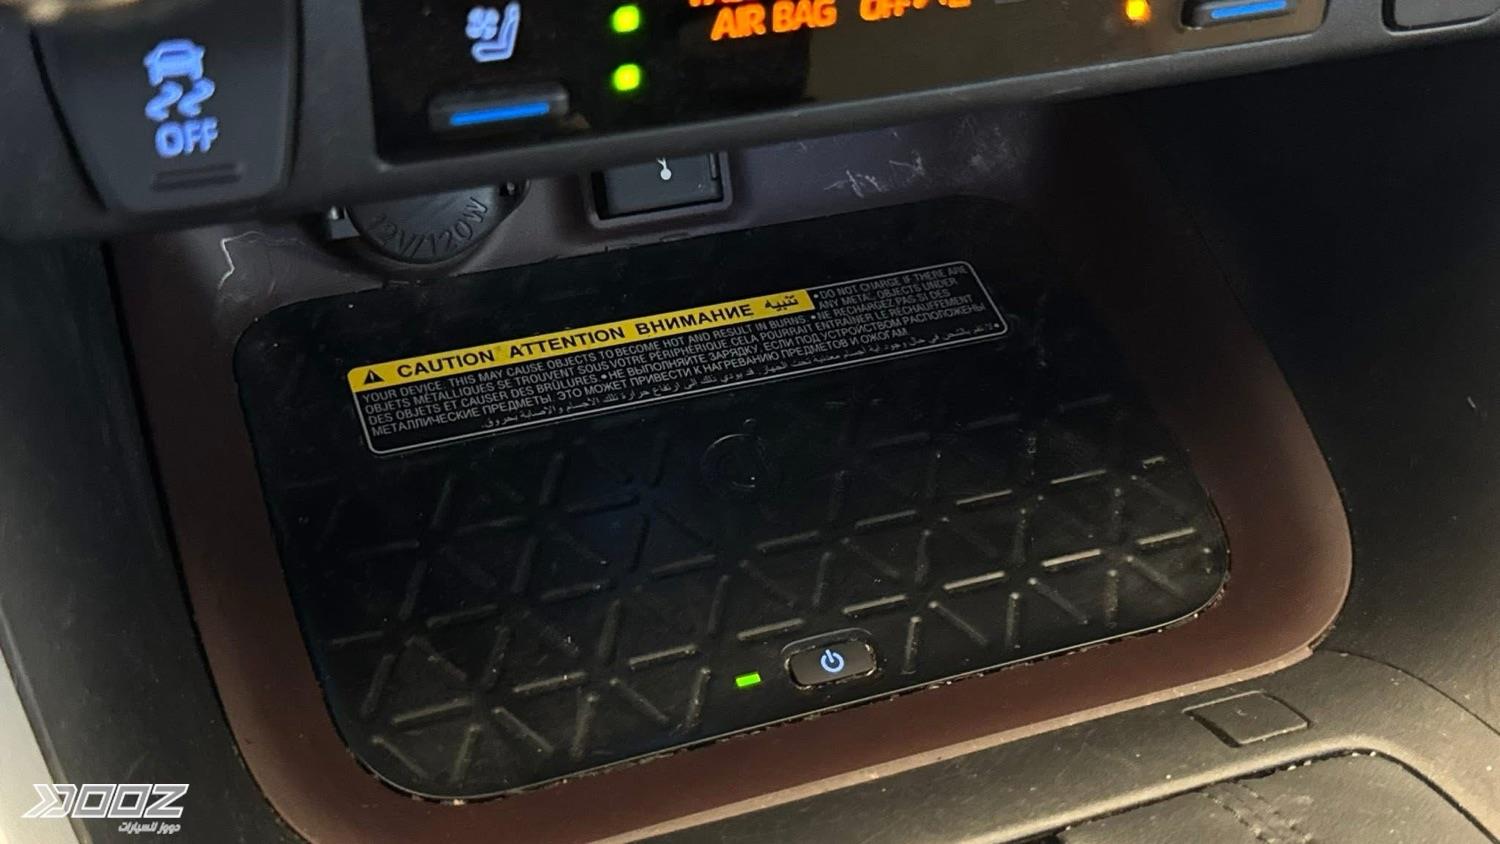 AIR BAG OFF
OFF
12V/120W
CAUTION ATTENTION ВНИМАНИЕ تنبيه
• DO NOT CHARGE IF THERE ARE
ANY METAL OBJECTS UNDER
YOUR DEVICE. THIS MAY CAUSE OBJECTS TO BECOME HOT AND RESULT IN BURNS • NE RECHARGEZ PAS SI DES
OBJETS MÉTALLIQUES SE TROUVENT SOUS VOTRE PÉRIPHÉRIQUE CELA POURRAIT ENTRAINER LE RÉCHAUFFEMENT
DES OBJETS ET CAUSER DES BRÛLURES • НЕ ВЫПОЛНЯЙТЕ ЗАРЯДКУ, ЕСЛИ ПОД УСТРОЙСТВОМ РАСПОЛОЖЕНЫ
МЕТАЛЛИЧЕСКИЕ ПРЕДМЕТЫ. ЭТО МОЖЕТ ПРИВЕСТИ К НАГРЕВАНИЮ ПРЕДМЕТОВ И ОЖОГАМ
DOOZ
دووز للسيارات